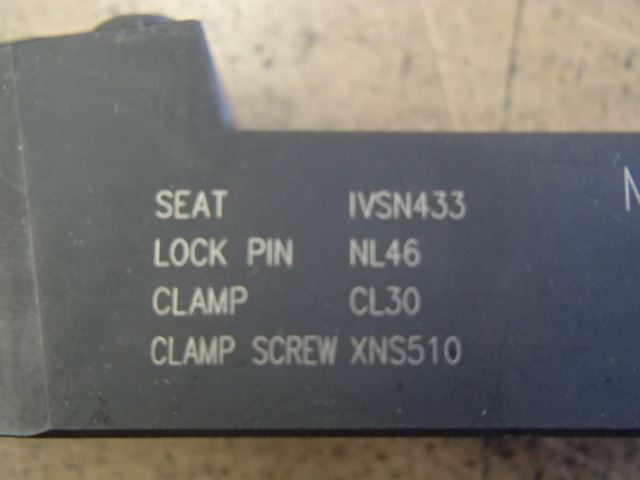 SEAT IVSN433
LOCK PIN NL46
CLAMP CL30
CLAMP SCREW XNS510